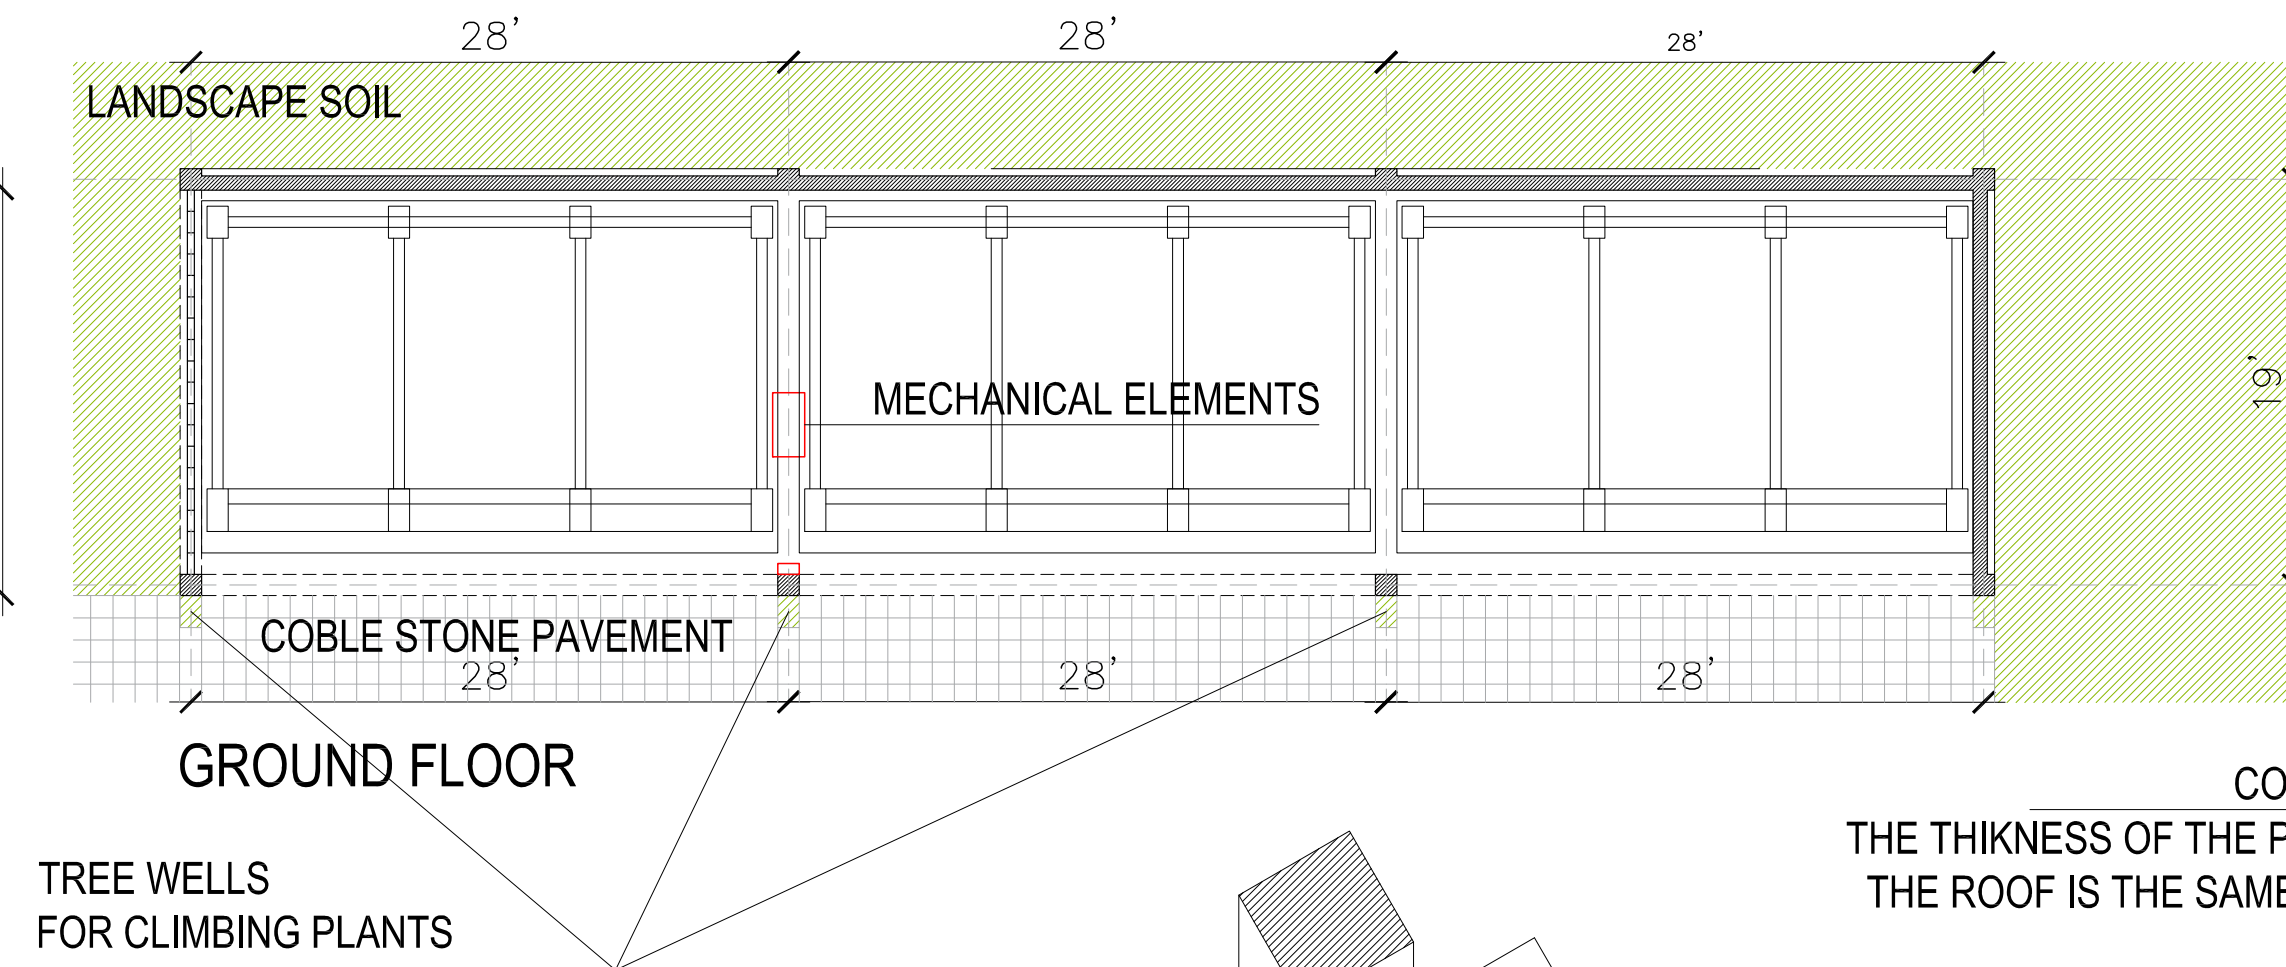 28'
28'
28'
LANDSCAPE SOIL
19'
MECHANICAL ELEMENTS
COBLE STONE PAVEMENT
28'
28'
28'
GROUND FLOOR
CO
THE THIKNESS OF THE P
THE ROOF IS THE SAME
TREE WELLS
FOR CLIMBING PLANTS